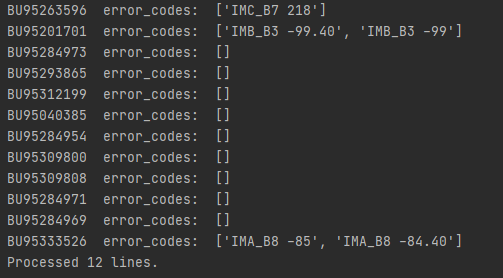 BU95263596  error_codes:  ['IMC_B7 218']
BU95201701  error_codes:  ['IMB_B3 -99.40', 'IMB_B3 -99']
BU95284973  error_codes:  []
BU95293865  error_codes:  []
BU95312199  error_codes:  []
BU95040385  error_codes:  []
BU95284954  error_codes:  []
BU95309800  error_codes:  []
BU95309808  error_codes:  []
BU95284971  error_codes:  []
BU95284969  error_codes:  []
BU95333526  error_codes:  ['IMA_B8 -85', 'IMA_B8 -84.40']
Processed 12 lines.